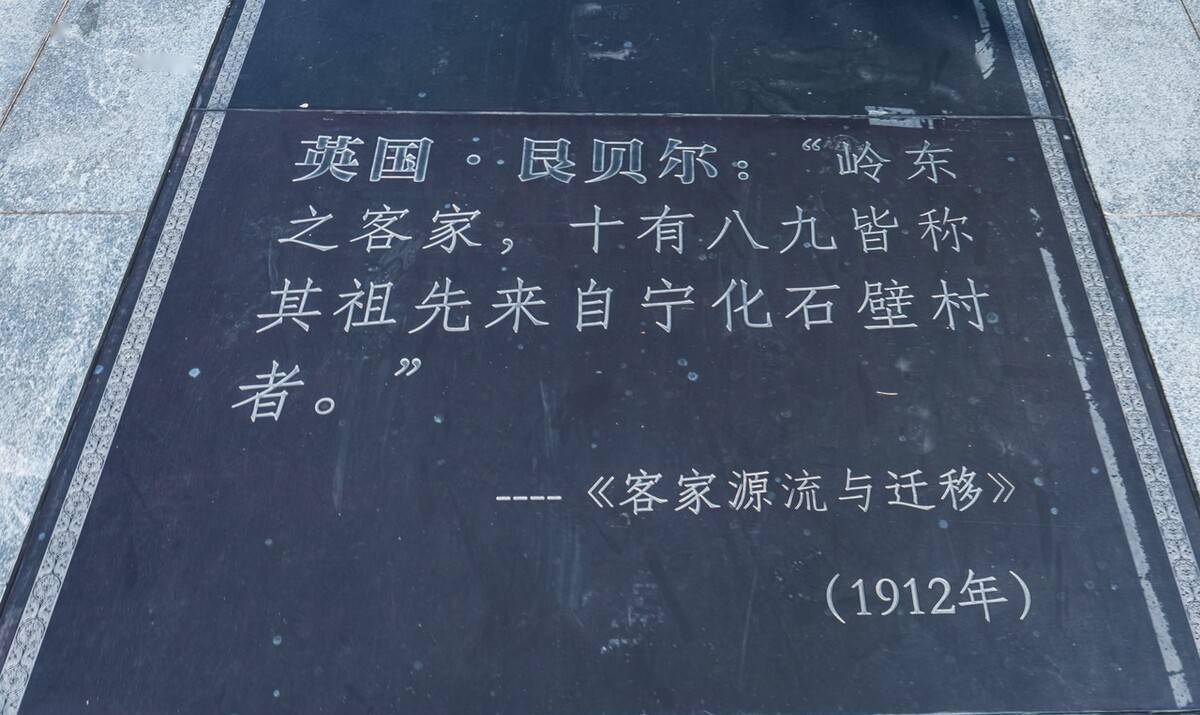 英国·艮贝尔：“岭东
之客家，十有八九皆称
其祖先来自宁化石壁村
者。”
----《客家源流与迁移》
（1912年）